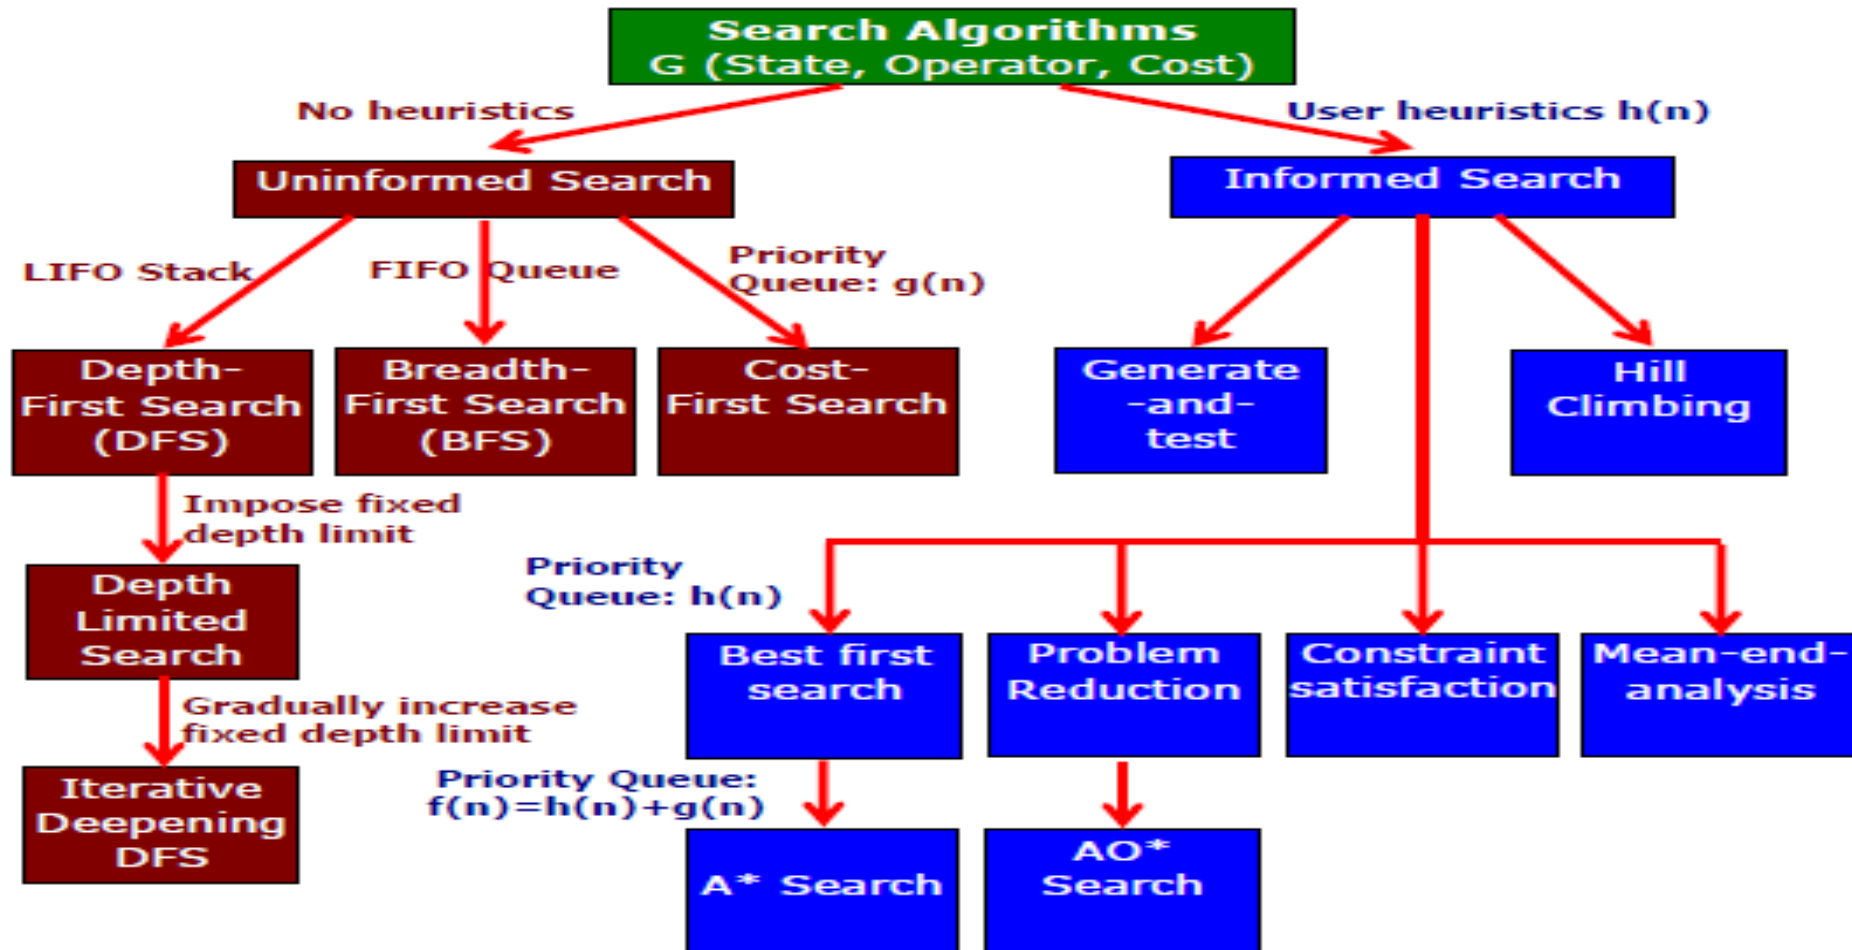 Search Algorithms
G (State, Operator, Cost)
No heuristics
User heuristics h(n)
Uninformed Search
Informed Search
LIFO Stack
FIFO Queue
Priority
Queue: g(n)
Depth-
First Search
(DFS)
Breadth-
First Search
(BFS)
Cost-
First Search
Generate
-and-
test
Hill
Climbing
Impose fixed
depth limit
Depth
Limited
Search
Priority
Queue: h(n)
Best first
search
Problem
Reduction
Constraint
satisfaction
Mean-end-
analysis
Gradually increase
fixed depth limit
Iterative
Deepening
DFS
Priority Queue:
f(n)=h(n)+g(n)
A* Search
AO*
Search